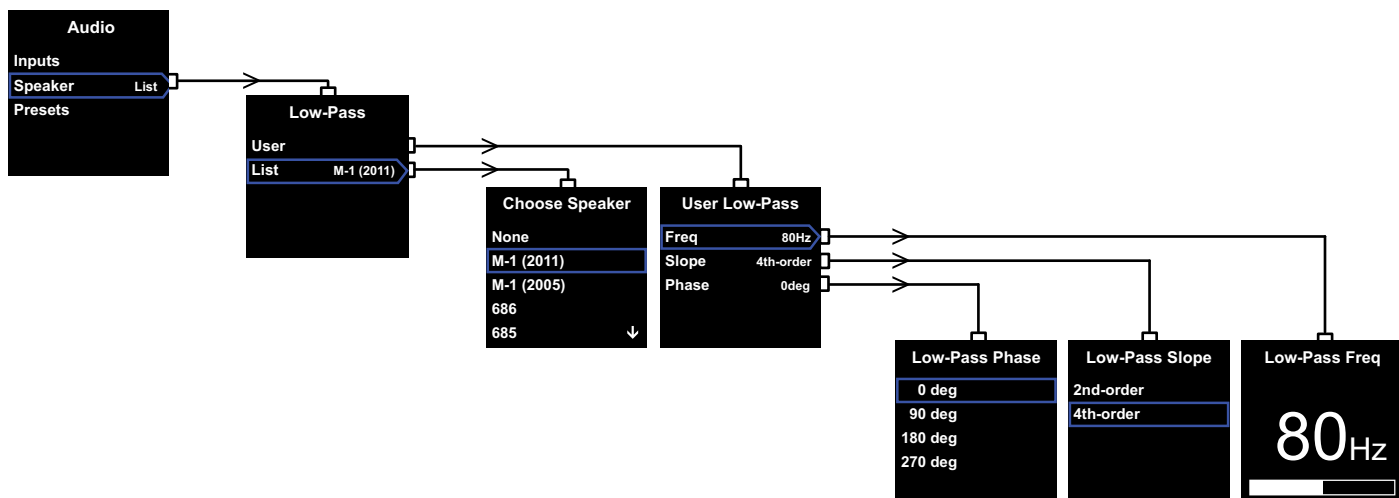 Audio
Inputs
Speaker List
Presets
Low-Pass
User
List M-1 (2011)
Choose Speaker
None
M-1 (2011)
M-1 (2005)
686
685
User Low-Pass
Freq 80Hz
Slope 4th-order
Phase 0deg
Low-Pass Phase
0 deg
90 deg
180 deg
270 deg
Low-Pass Slope
2nd-order
4th-order
Low-Pass Freq
80Hz